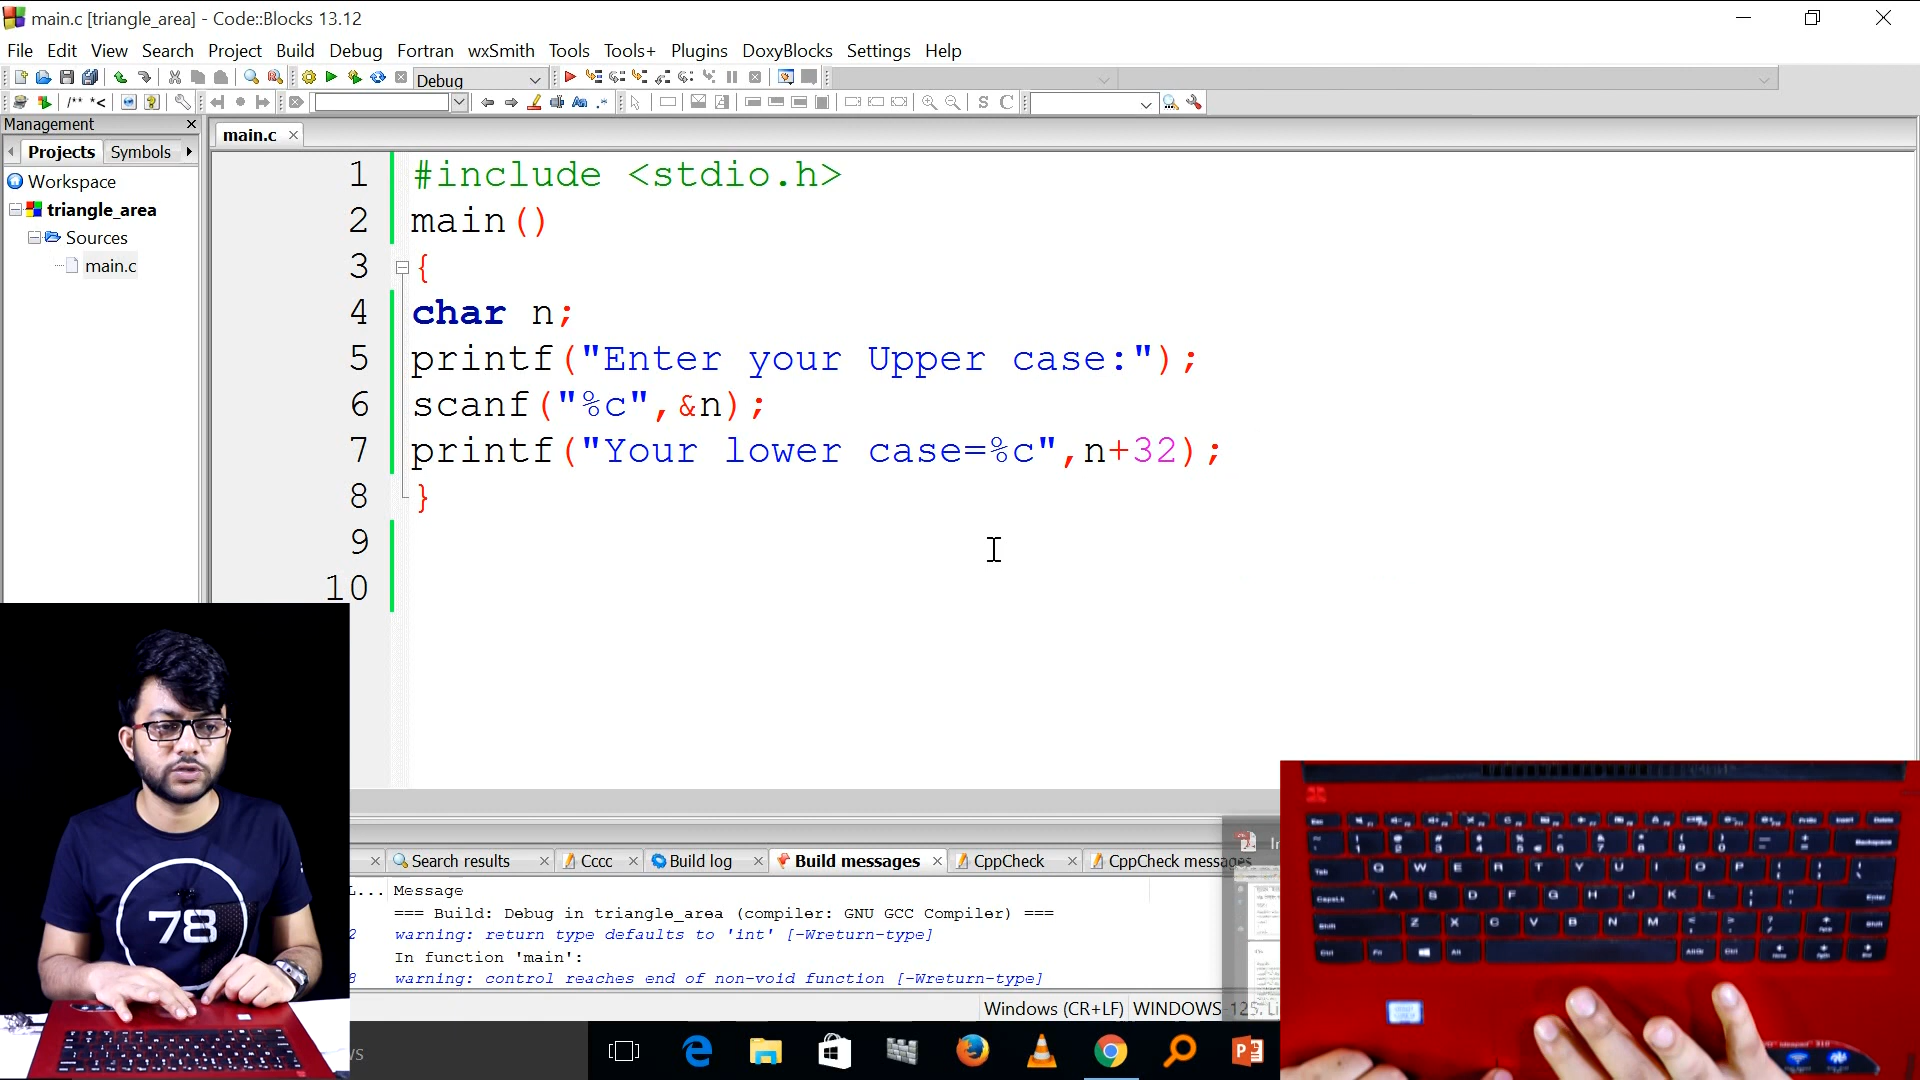 main.c [triangle_area] - Code::Blocks 13.12
File Edit View Search Project Build Debug Fortran wxSmith Tools Tools+ Plugins DoxyBlocks Settings Help
Debug
/** *<
S C
Management
main.c
Projects Symbols
Workspace
triangle_area
Sources
main.c
1 #include <stdio.h>
2 main()
3 {
4 char n;
5 printf("Enter your Upper case:");
6 scanf("%c",&n);
7 printf("Your lower case=%c",n+32);
8 }
9
10
Search results Cccc Build log Build messages CppCheck CppCheck messages
L... Message
=== Build: Debug in triangle_area (compiler: GNU GCC Compiler) ===
2 warning: return type defaults to 'int' [-Wreturn-type]
In function 'main':
8 warning: control reaches end of non-void function [-Wreturn-type]
Windows (CR+LF) WINDOWS-125
78
Q W E R T Y U I O P
A S D F G H J K L
Z X C V B N M